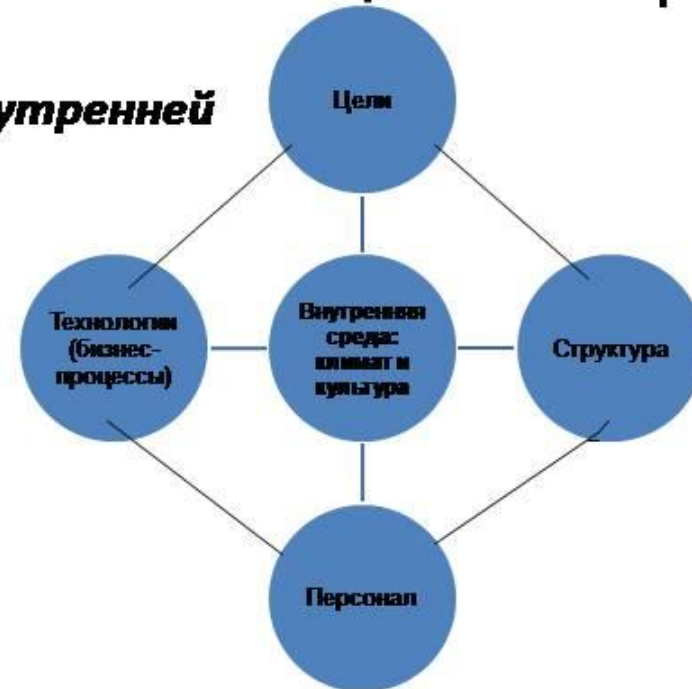 утренней
Цели
Технологии
(бизнес-
процессы)
Внутренняя
среда:
климат и
культура
Структура
Персонал